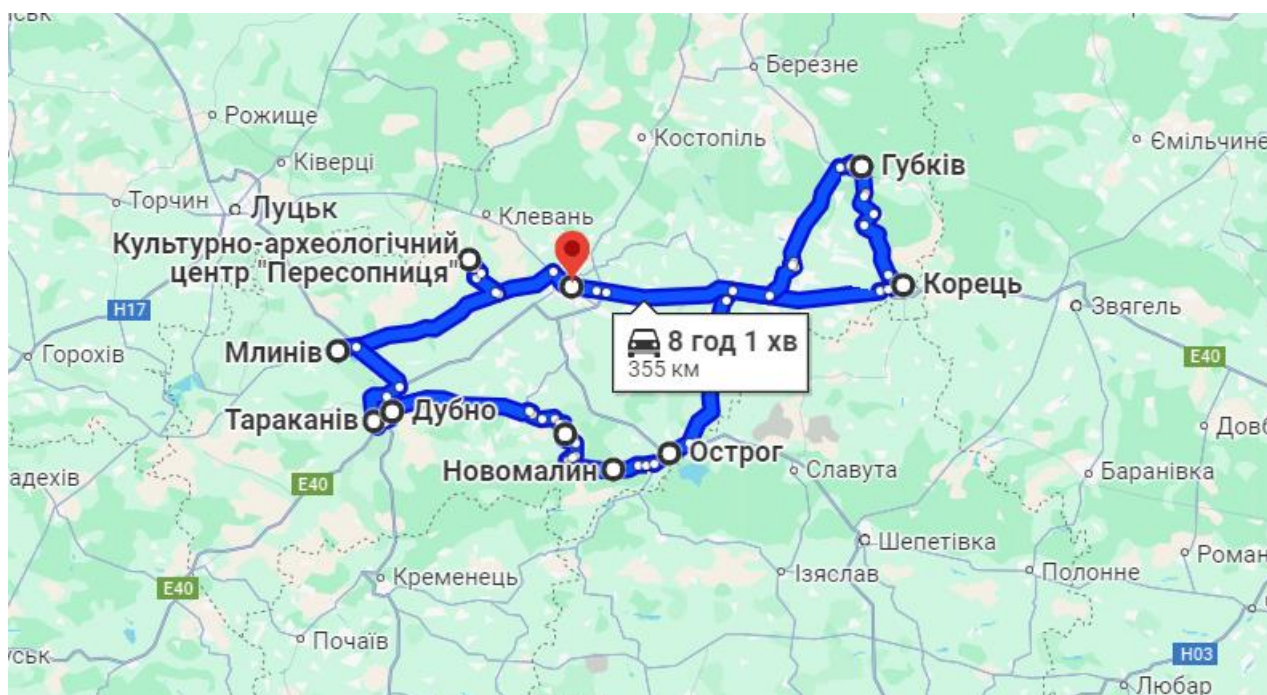 Березне
Рожище
Костопіль
Ємільчине
Ківерці
Губків
Торчин
Луцьк
Клевань
Культурно-археологічний
центр "Пересопниця"
Корець
Звягель
H17
8 год 1 хв
355 км
Горохів
Млинів
E40
Тараканів
Дубно
Острог
Новомалин
Славута
Баранівка
Довб
адехів
E40
Шепетівка
Роман
Кременець
Ізяслав
Полонне
E40
Почаїв
уськ
H03
Любар